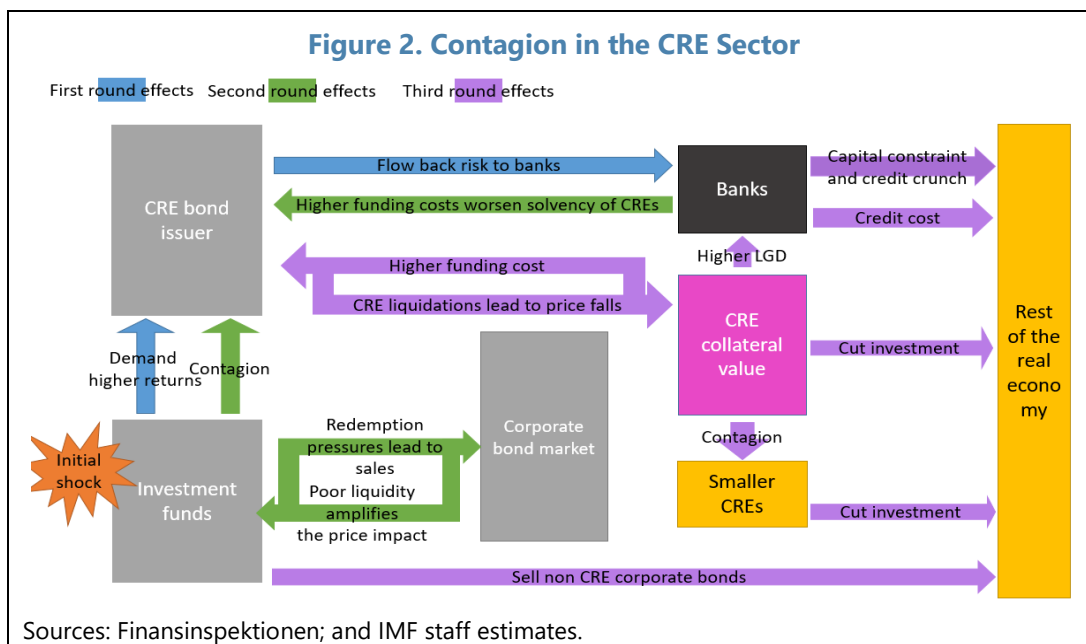 Figure 2. Contagion in the CRE Sector
First round effects
Second round effects
Third round effects
CRE bond
issuer
Flow back risk to banks
Higher funding costs worsen solvency of CREs
Banks
Capital constraint
and credit crunch
Credit cost
Higher LGD
Higher funding cost
CRE liquidations lead to price falls
CRE
collateral
value
Cut investment
Rest
of the
real
econo
my
Demand
higher returns
Contagion
Initial
shock
Investment
funds
Redemption
pressures lead to
sales
Poor liquidity
amplifies
the price impact
Corporate
bond market
Contagion
Smaller
CREs
Cut investment
Sell non CRE corporate bonds
Sources: Finansinspektionen; and IMF staff estimates.